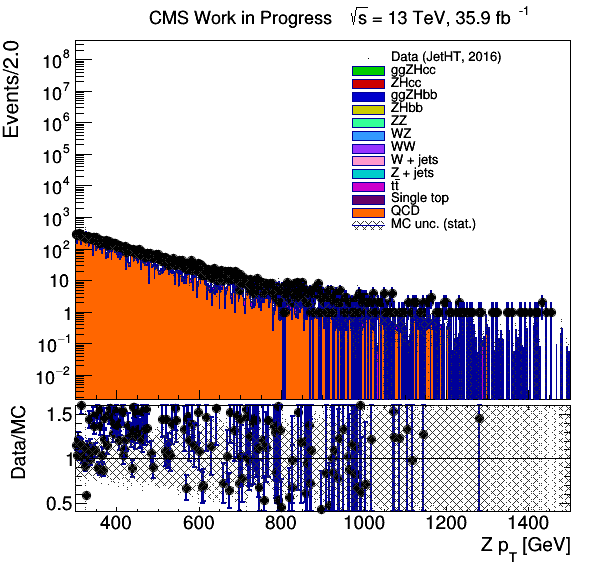 CMS Work in Progress √s = 13 TeV, 35.9 fb⁻¹
Events/2.0
10⁸
10⁷
10⁶
10⁵
10⁴
10³
10²
10
1
10⁻¹
10⁻²
Data (JetHT, 2016)
ggZHcc
ZHcc
ggZHbb
ZHbb
ZZ
WZ
WW
W + jets
Z + jets
tt̄
Single top
QCD
MC unc. (stat.)
Data/MC
1.5
1
0.5
400 600 800 1000 1200 1400
Z p_T [GeV]